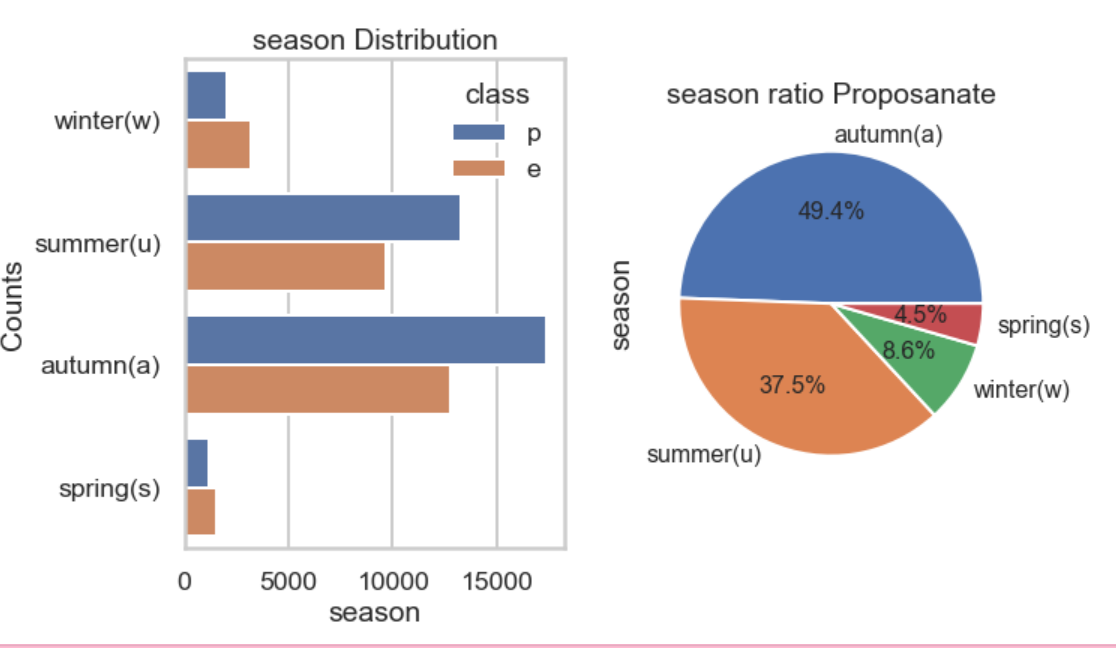 season Distribution
class
p
e
winter(w)
summer(u)
autumn(a)
spring(s)
Counts
0 5000 10000 15000
season
season ratio Proposanate
autumn(a)
49.4%
season
4.5%
spring(s)
8.6%
winter(w)
37.5%
summer(u)